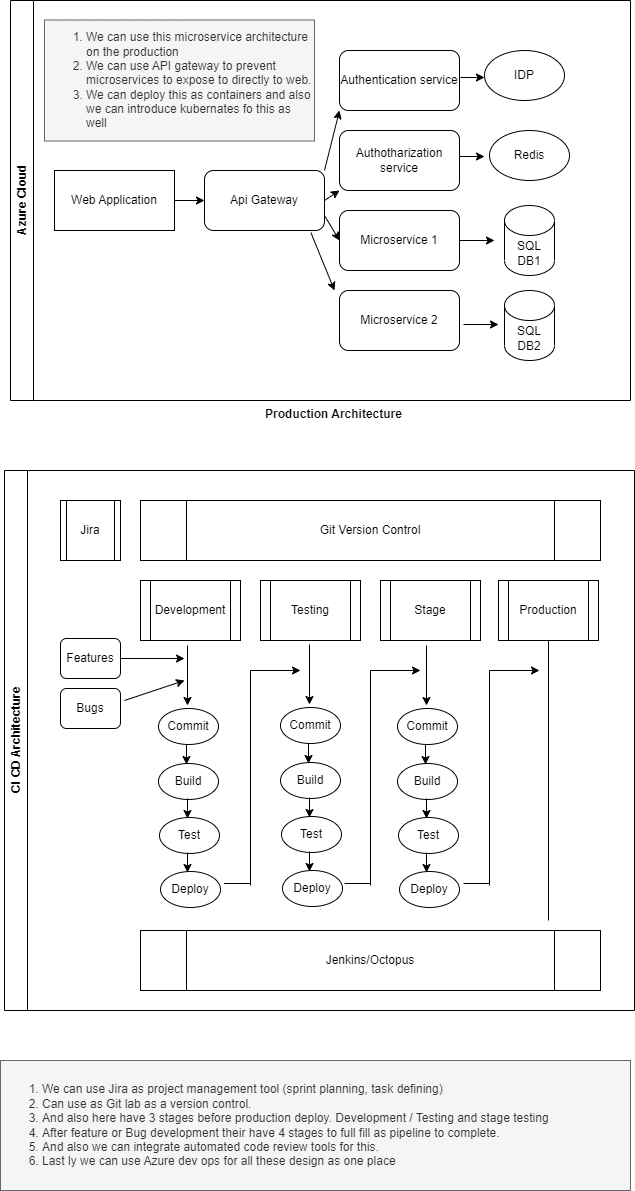 1. We can use this microservice architecture
on the production
2. We can use API gateway to prevent
microservices to expose to directly to web.
3. We can deploy this as containers and also
we can introduce kubernates fo this as
well
Azure Cloud
Web Application
Api Gateway
Authentication service
IDP
Authotharization
service
Redis
Microservice 1
SQL
DB1
Microservice 2
SQL
DB2
Production Architecture
CI CD Architecture
Jira
Git Version Control
Development
Testing
Stage
Production
Features
Bugs
Commit
Commit
Commit
Build
Build
Build
Test
Test
Test
Deploy
Deploy
Deploy
Jenkins/Octopus
1. We can use Jira as project management tool (sprint planning, task defining)
2. Can use as Git lab as a version control.
3. And also here have 3 stages before production deploy. Development / Testing and stage testing
4. After feature or Bug development their have 4 stages to full fill as pipeline to complete.
5. And also we can integrate automated code review tools for this.
6. Last ly we can use Azure dev ops for all these design as one place